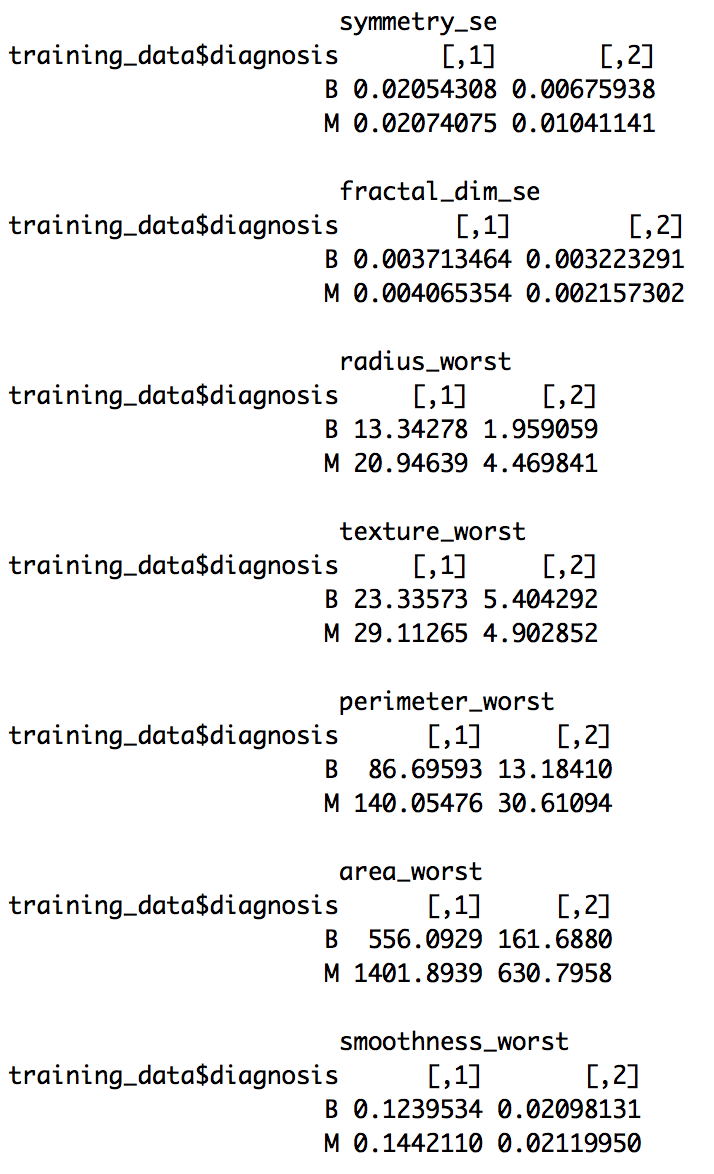 symmetry_se
training_data$diagnosis [,1] [,2]
B 0.02054308 0.00675938
M 0.02074075 0.01041141
fractal_dim_se
training_data$diagnosis [,1] [,2]
B 0.003713464 0.003223291
M 0.004065354 0.002157302
radius_worst
training_data$diagnosis [,1] [,2]
B 13.34278 1.959059
M 20.94639 4.469841
texture_worst
training_data$diagnosis [,1] [,2]
B 23.33573 5.404292
M 29.11265 4.902852
perimeter_worst
training_data$diagnosis [,1] [,2]
B 86.69593 13.18410
M 140.05476 30.61094
area_worst
training_data$diagnosis [,1] [,2]
B 556.0929 161.6880
M 1401.8939 630.7958
smoothness_worst
training_data$diagnosis [,1] [,2]
B 0.1239534 0.02098131
M 0.1442110 0.02119950